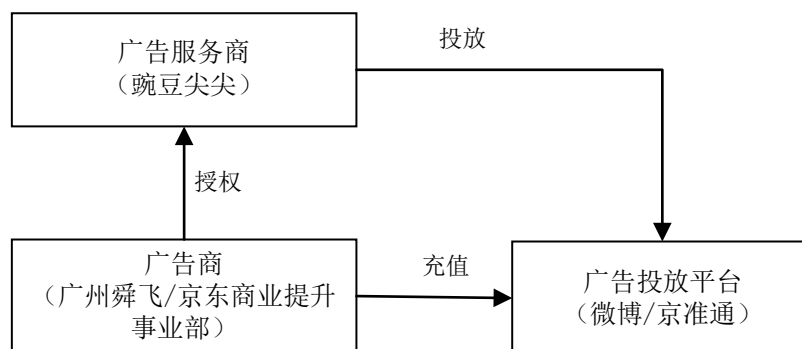 广告服务商
（豌豆尖尖）
投放
授权
广告商
（广州舜飞/京东商业提升
事业部）
充值
广告投放平台
（微博/京准通）